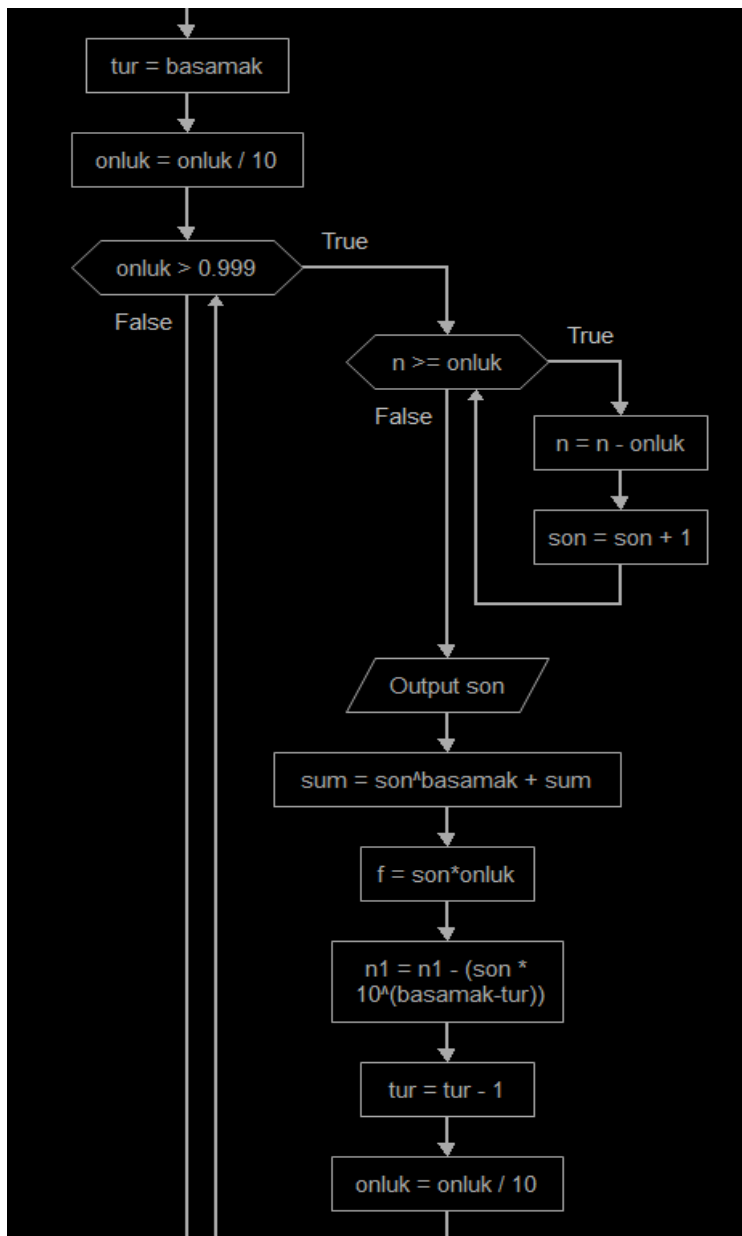 tur = basamak
onluk = onluk / 10
True
onluk > 0.999
False
True
n >= onluk
False
n = n - onluk
son = son + 1
Output son
sum = son^basamak + sum
f = son*onluk
n1 = n1 - (son *
10^(basamak-tur))
tur = tur - 1
onluk = onluk / 10